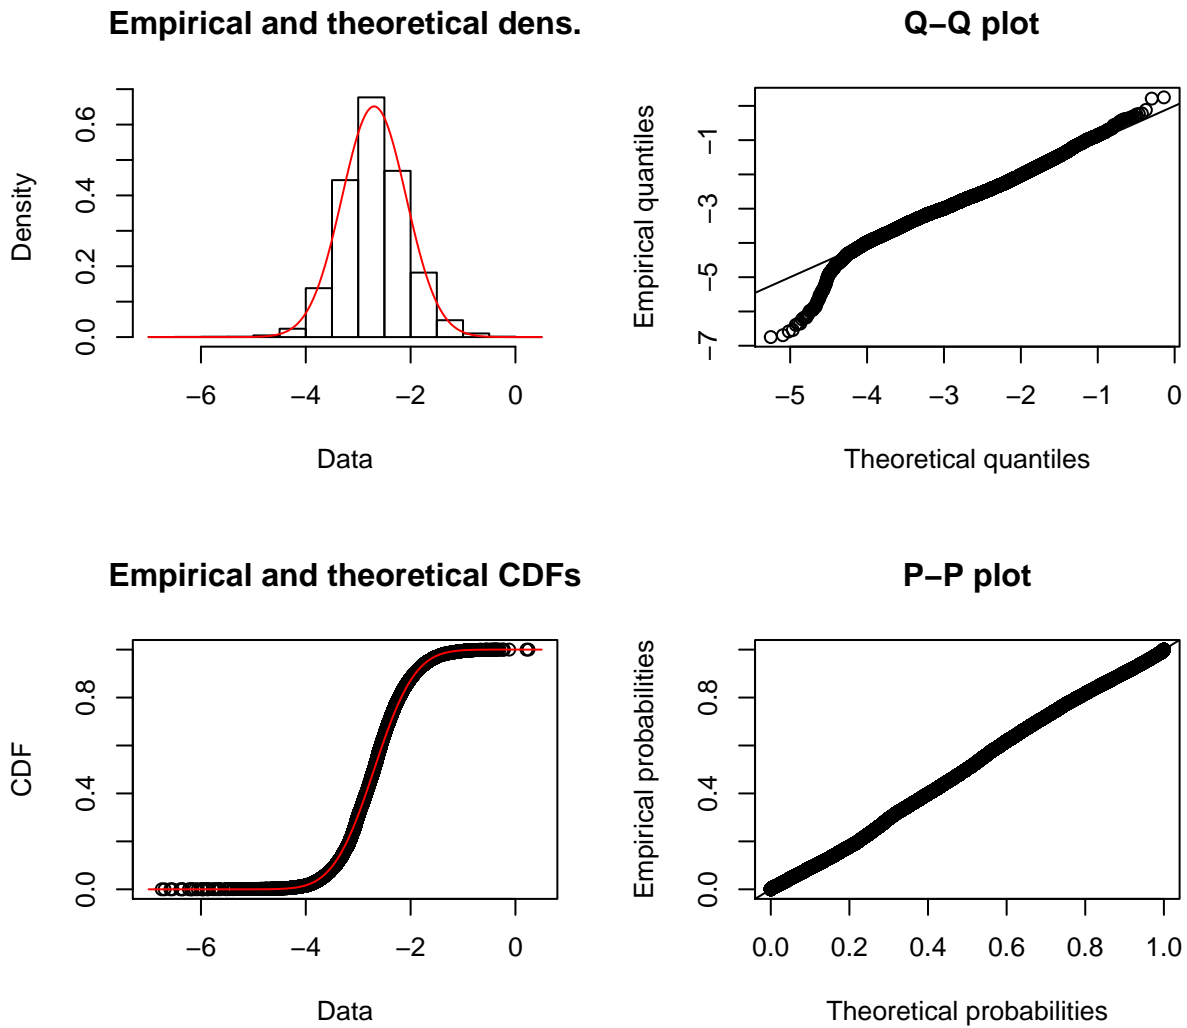 Empirical and theoretical dens.
Density
0.0 0.2 0.4 0.6
−6 −4 −2 0
Data
Q−Q plot
Empirical quantiles
−7 −5 −3 −1
−5 −4 −3 −2 −1 0
Theoretical quantiles
Empirical and theoretical CDFs
CDF
0.0 0.4 0.8
−6 −4 −2 0
Data
P−P plot
Empirical probabilities
0.0 0.4 0.8
0.0 0.2 0.4 0.6 0.8 1.0
Theoretical probabilities